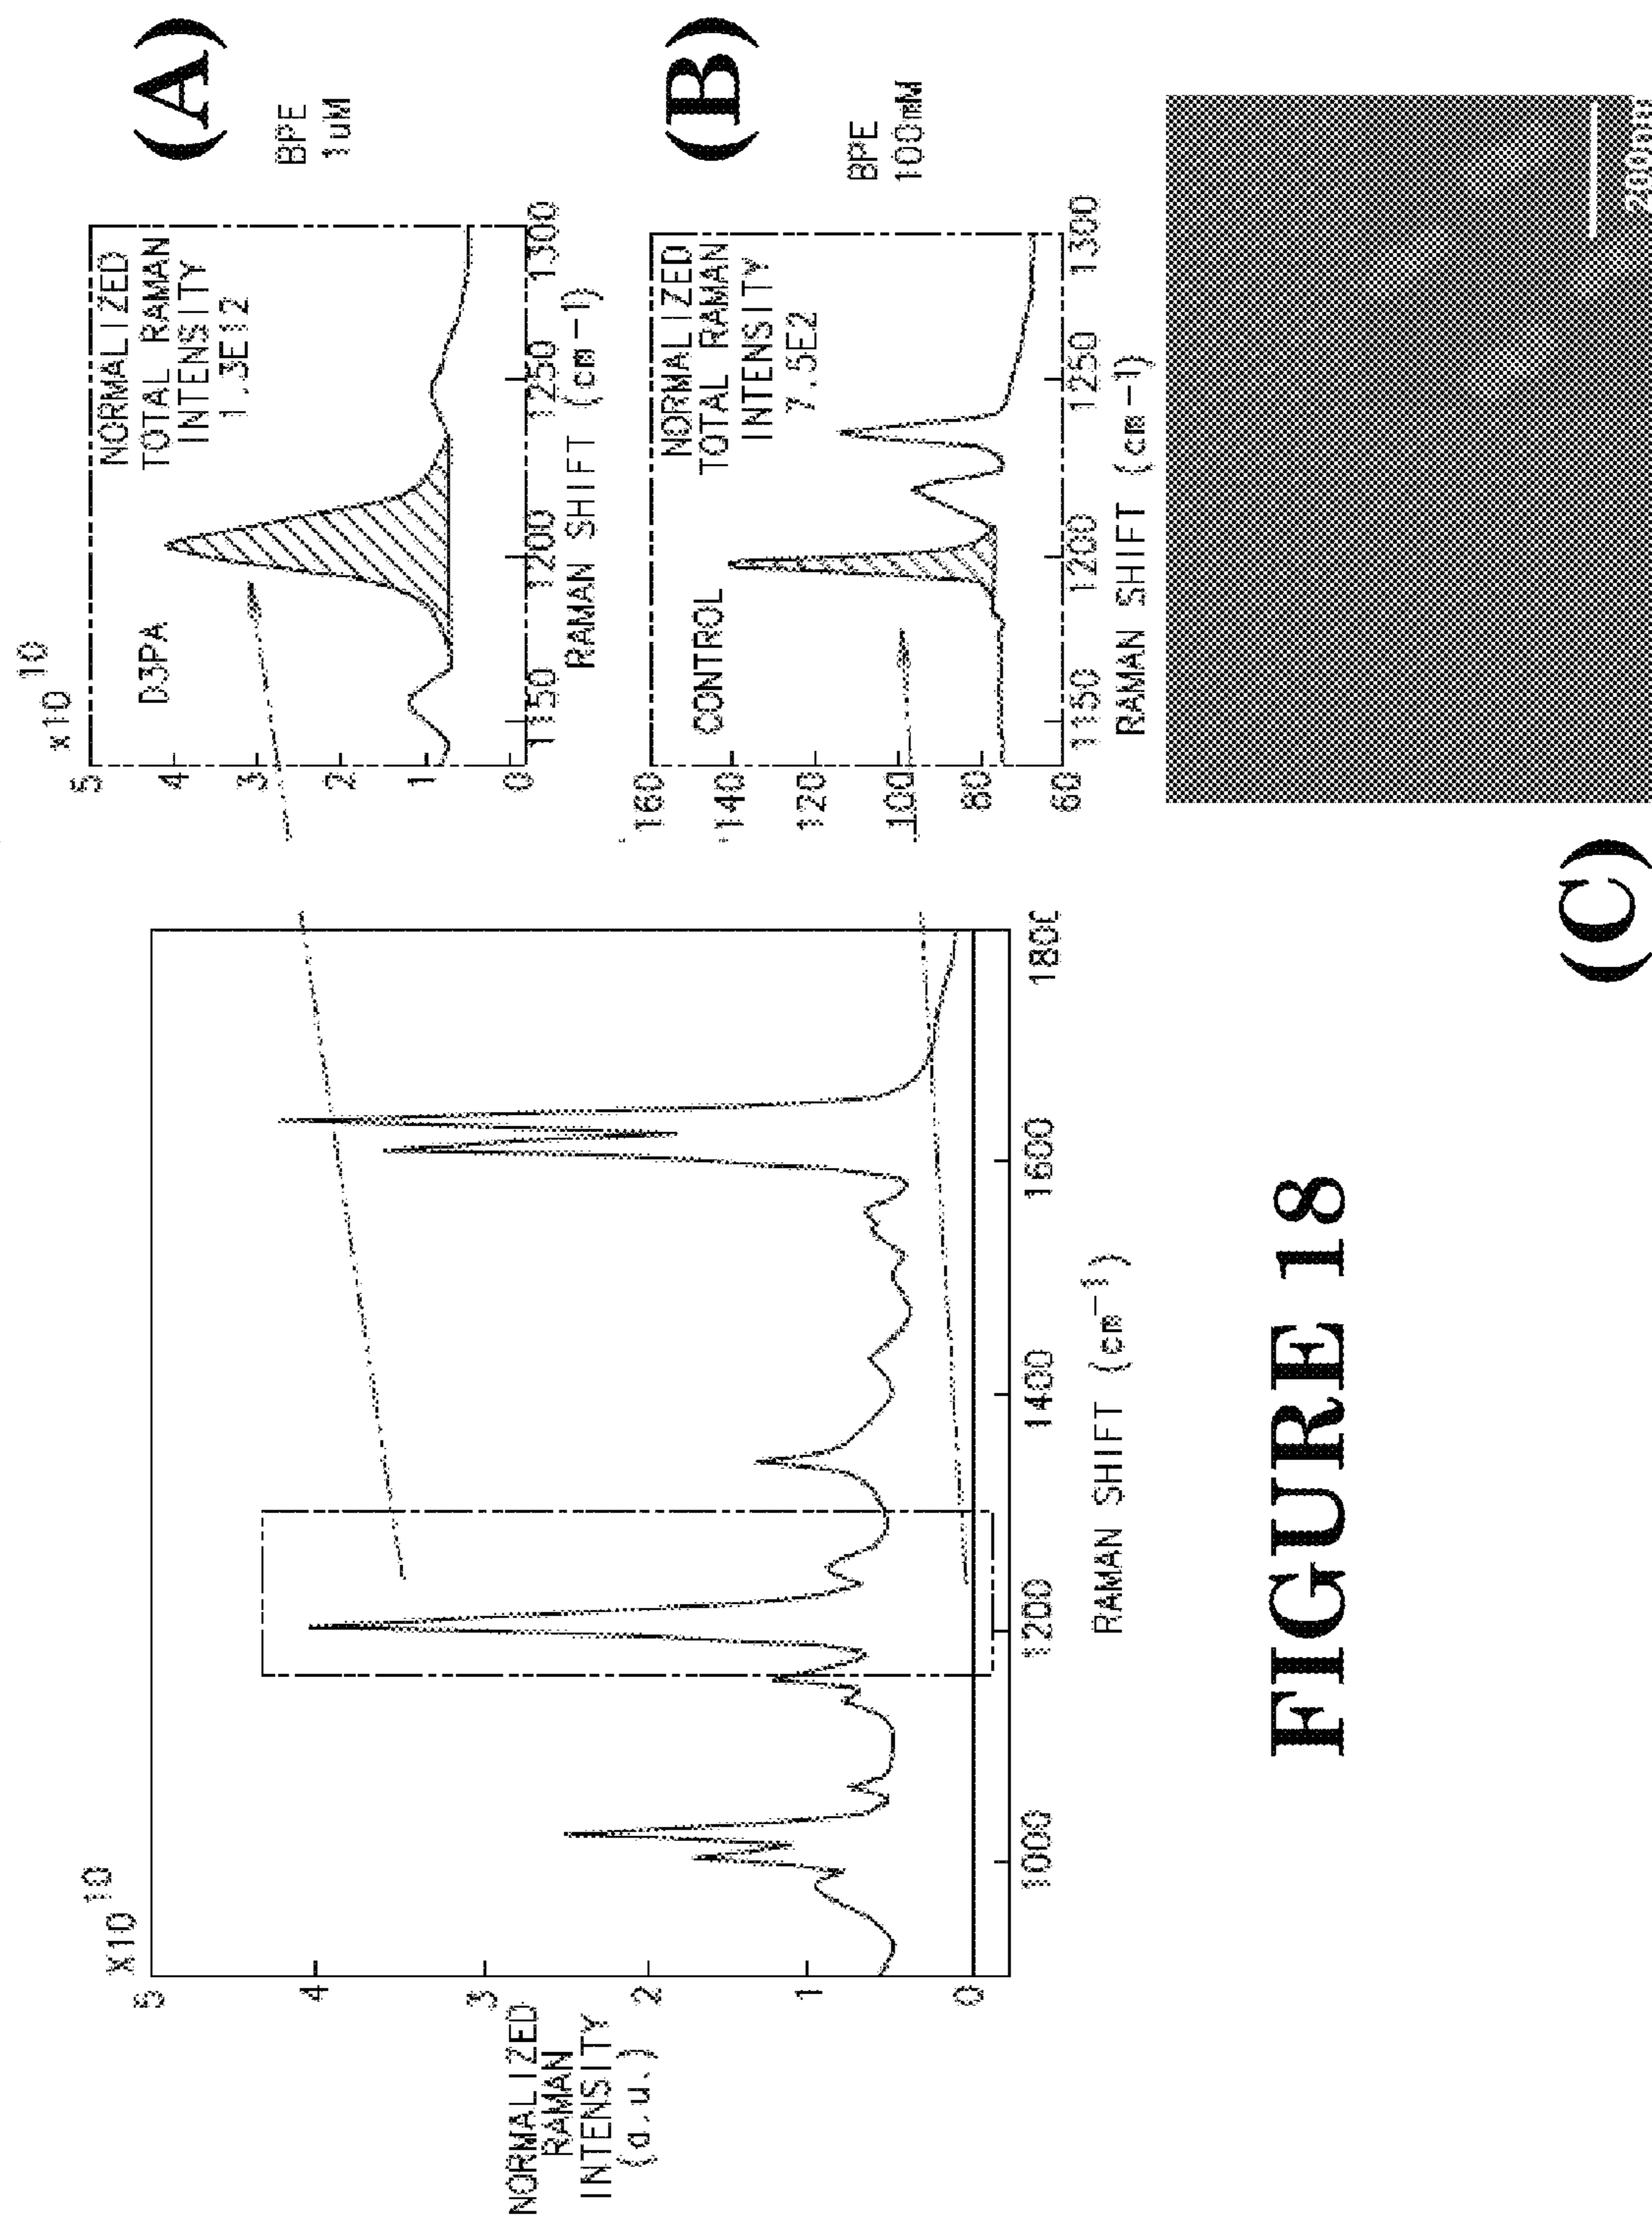 X10 10
5
4
3
2
1
0
NORMALIZED
RAMAN
INTENSITY
(a.u.)
1000
1200
1400
1600
180
RAMAN SHIFT (cm-1)
x10 10
5
4
3
2
1
0
D3PA
NORMALIZED
TOTAL RAMAN
INTENSITY
1.3E12
1150
1200
1250
1300
RAMAN SHIFT (cm-1)
(A)
BPE
1uM
160
140
120
100
80
60
CONTROL
NORMALIZED
TOTAL RAMAN
INTENSITY
7.5E2
1150
1200
1250
1300
RAMAN SHIFT (cm-1)
(B)
BPE
100mM
(C)
200nm
FIGURE 18